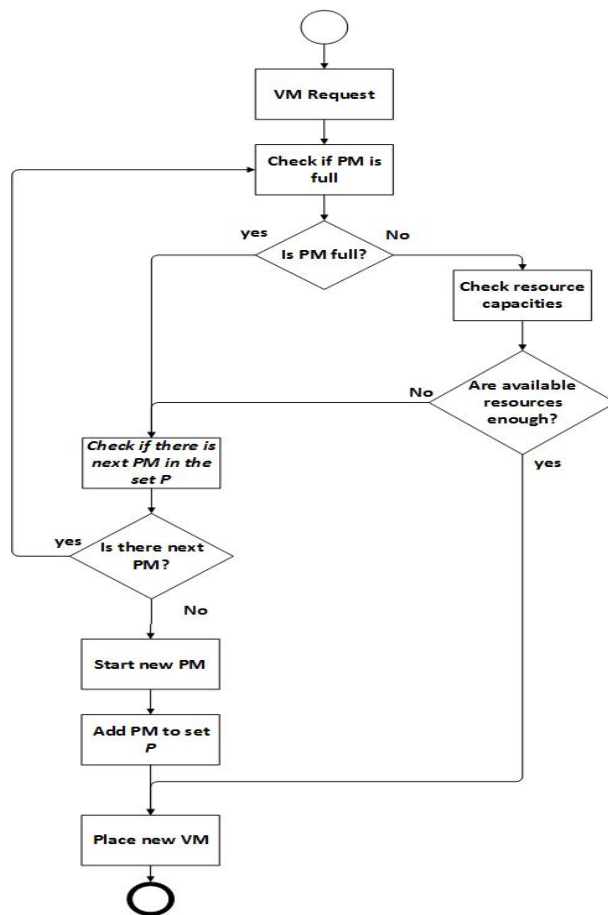 VM Request
Check if PM is
full
yes
No
Is PM full?
Check resource
capacities
No
Are available
resources
enough?
yes
Check if there is
next PM in the
set P
yes
Is there next
PM?
No
Start new PM
Add PM to set
P
Place new VM